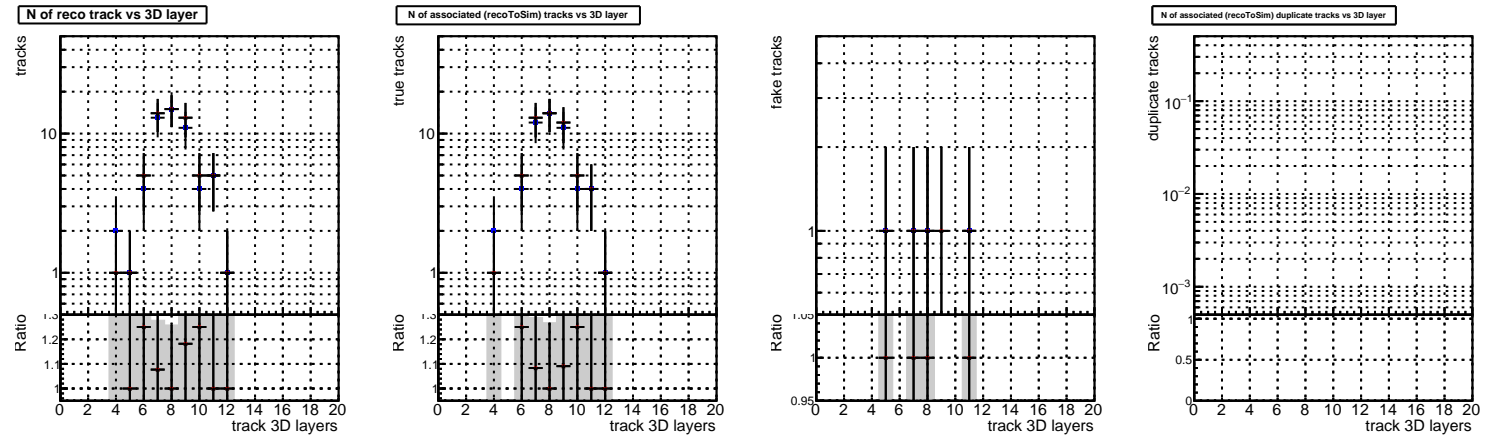 N of reco track vs 3D layer
tracks
10
1
Ratio
1.3
1.2
1.1
1
0 2 4 6 8 10 12 14 16 18 20
track 3D layers
N of associated (recoToSim) tracks vs 3D layer
true tracks
10
1
Ratio
1.3
1.2
1.1
1
0 2 4 6 8 10 12 14 16 18 20
track 3D layers
fake tracks
1
Ratio
1.05
1
0.95
0 2 4 6 8 10 12 14 16 18 20
track 3D layers
N of associated (recoToSim) duplicate tracks vs 3D layer
duplicate tracks
10⁻¹
10⁻²
10⁻³
Ratio
1
0.5
0
0 2 4 6 8 10 12 14 16 18 20
track 3D layers